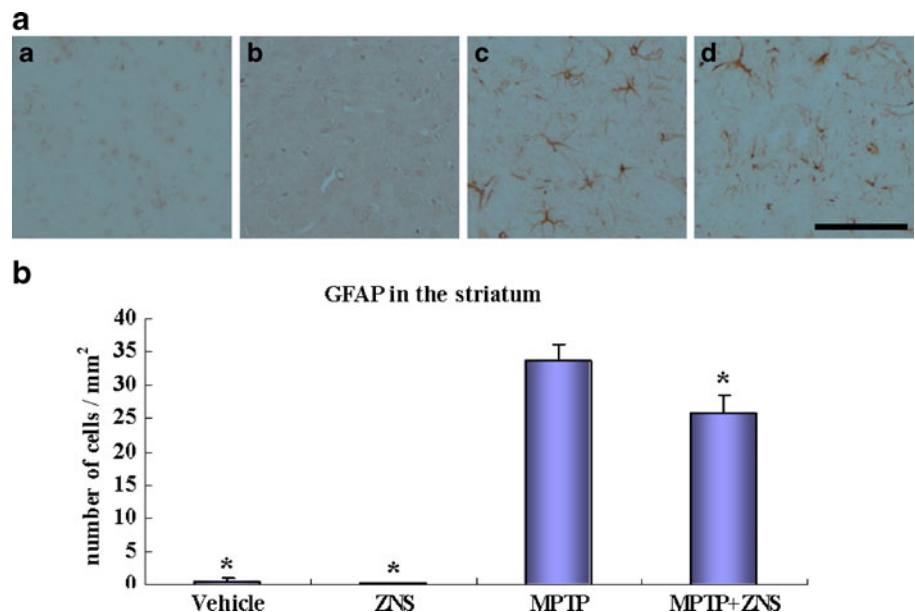 a
a b c d
b
GFAP in the striatum
number of cells / mm²
40
35
30
25
20
15
10
5
0
* * *
Vehicle ZNS MPTP MPTP+ZNS